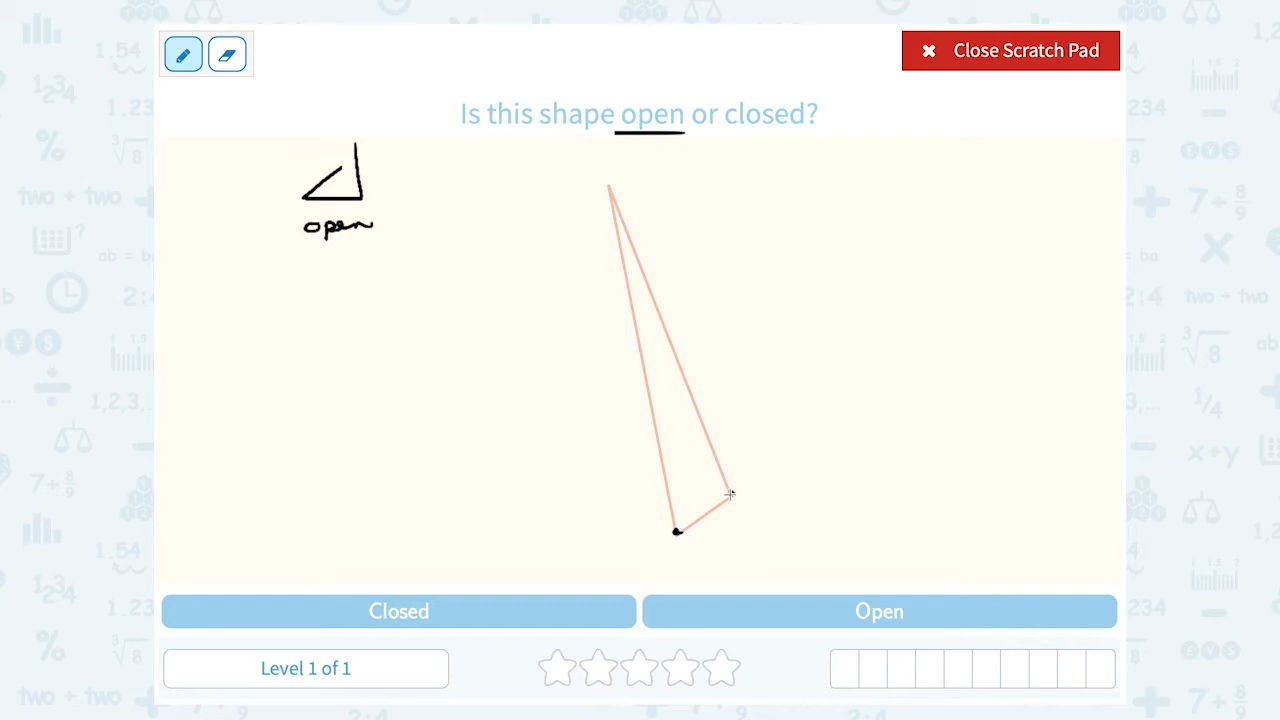 Close Scratch Pad
Is this shape open or closed?
open
Closed
Open
Level 1 of 1